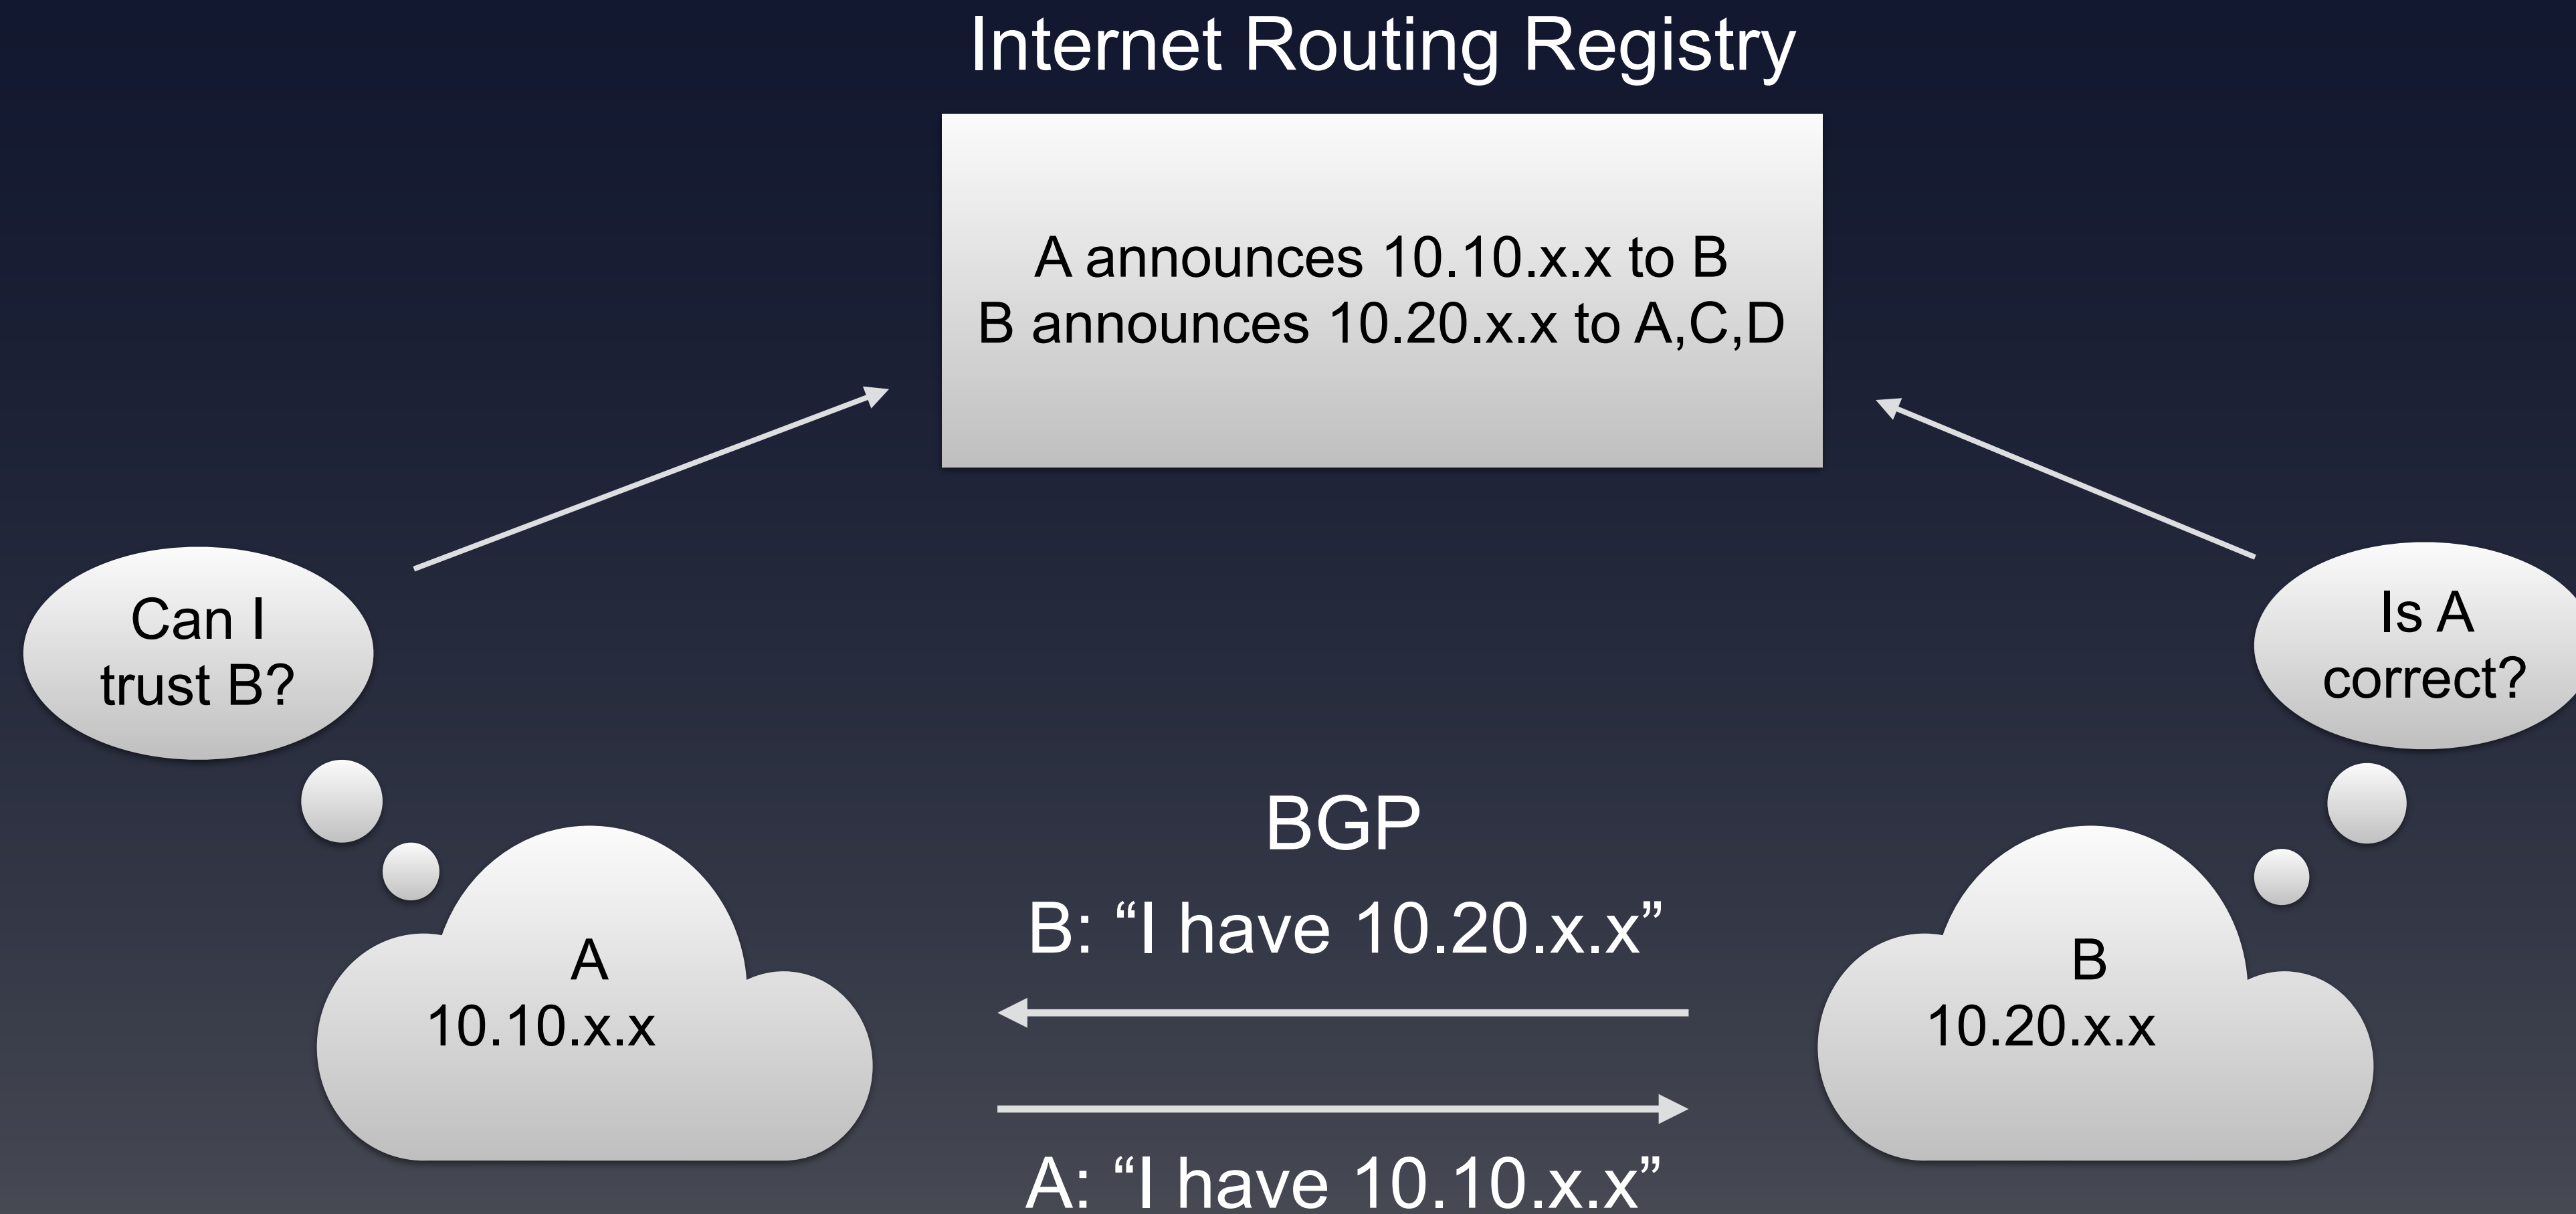 Internet Routing Registry
A announces 10.10.x.x to B
B announces 10.20.x.x to A,C,D
Can I
trust B?
Is A
correct?
BGP
B: “I have 10.20.x.x”
A
10.10.x.x
B
10.20.x.x
A: “I have 10.10.x.x”